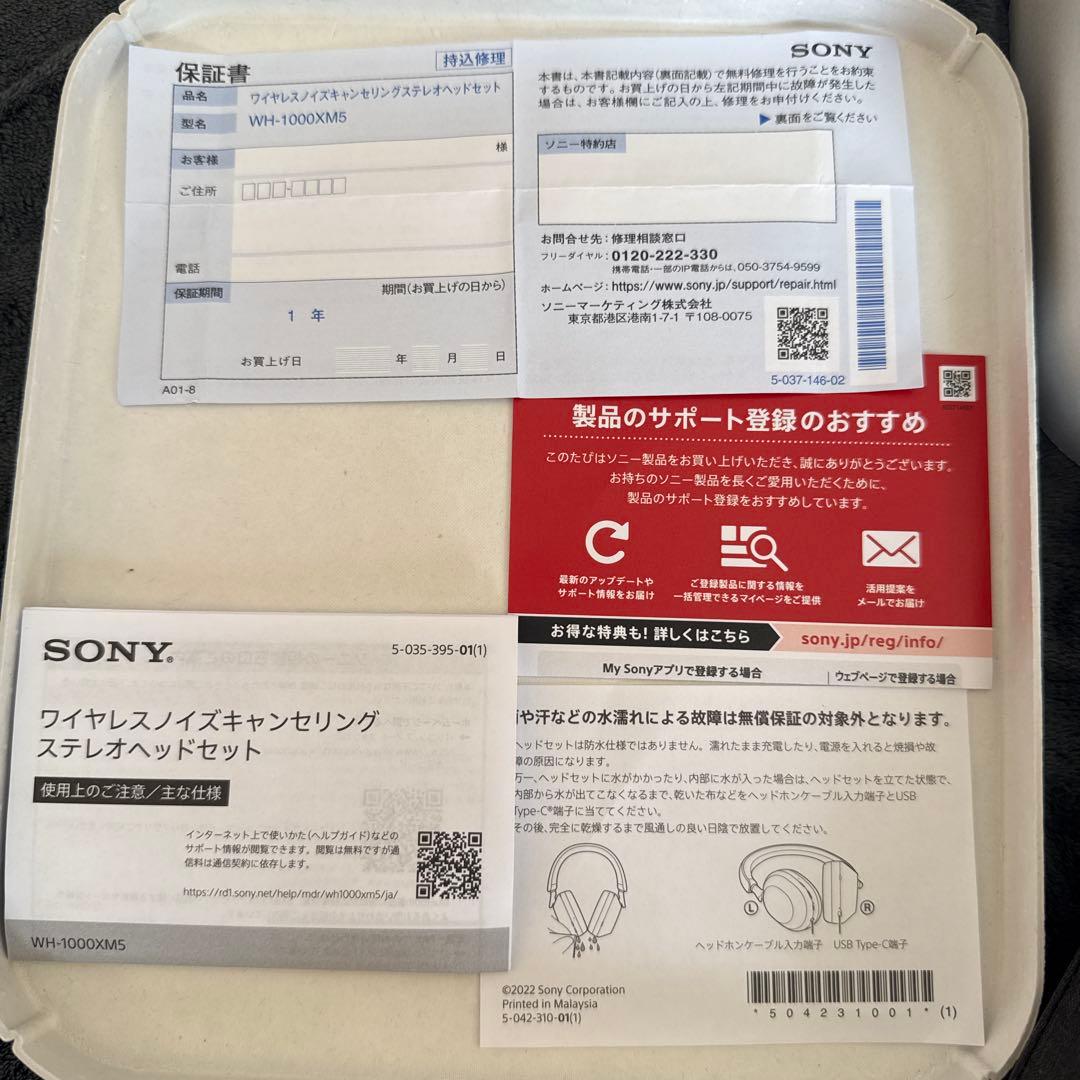 保証書
持込修理
品名
ワイヤレスノイズキャンセリングステレオヘッドセット
型名
WH-1000XM5
お客様
様
ご住所
電話
保証期間
期間(お買上げの日から)
1 年
お買上げ日 年 月 日
A01-8
SONY
本書は、本書記載内容(裏面記載)で無料修理を行うことをお約束
するものです。お買上げの日から左記期間中に故障が発生した
場合は、お客様欄にご記入の上、修理をお申付けください。
▶裏面をご覧ください
ソニー特約店
お問合せ先：修理相談窓口
フリーダイヤル：0120-222-330
携帯電話・一部のIP電話からは、050-3754-9599
ホームページ：https://www.sony.jp/support/repair.html
ソニーマーケティング株式会社
東京都港区港南1-7-1 〒108-0075
5-037-146-02
製品のサポート登録のおすすめ
このたびはソニー製品をお買い上げいただき、誠にありがとうございます。
お持ちのソニー製品を長くご愛用いただくために、
製品のサポート登録をおすすめしています。
最新のアップデートや
サポート情報をお届け
ご登録製品に関する情報を
一括管理できるマイページをご提供
活用提案を
メールでお届け
お得な特典も! 詳しくはこちら
sony.jp/reg/info/
My Sonyアプリで登録する場合
ウェブページで登録する場合
SONY®
5-035-395-01(1)
ワイヤレスノイズキャンセリング
ステレオヘッドセット
使用上のご注意／主な仕様
インターネット上で使いかた(ヘルプガイド)などの
サポート情報が閲覧できます。閲覧は無料ですが通
信料は通信契約に依存します。
https://rd1.sony.net/help/mdr/wh1000xm5/ja/
WH-1000XM5
や汗などの水濡れによる故障は無償保証の対象外となります。
ヘッドセットは防水仕様ではありません。濡れたまま充電したり、電源を入れると焼損や故
障の原因になります。
万一、ヘッドセットに水がかかったり、内部に水が入った場合は、ヘッドセットを立てた状態で、
内部から水が出てこなくなるまで、乾いた布などをヘッドホンケーブル入力端子とUSB
Type-C®端子に当ててください。
その後、完全に乾燥するまで風通しの良い日陰で放置してください。
L
R
ヘッドホンケーブル入力端子
USB Type-C端子
©2022 Sony Corporation
Printed in Malaysia
5-042-310-01(1)
*504231001* (1)